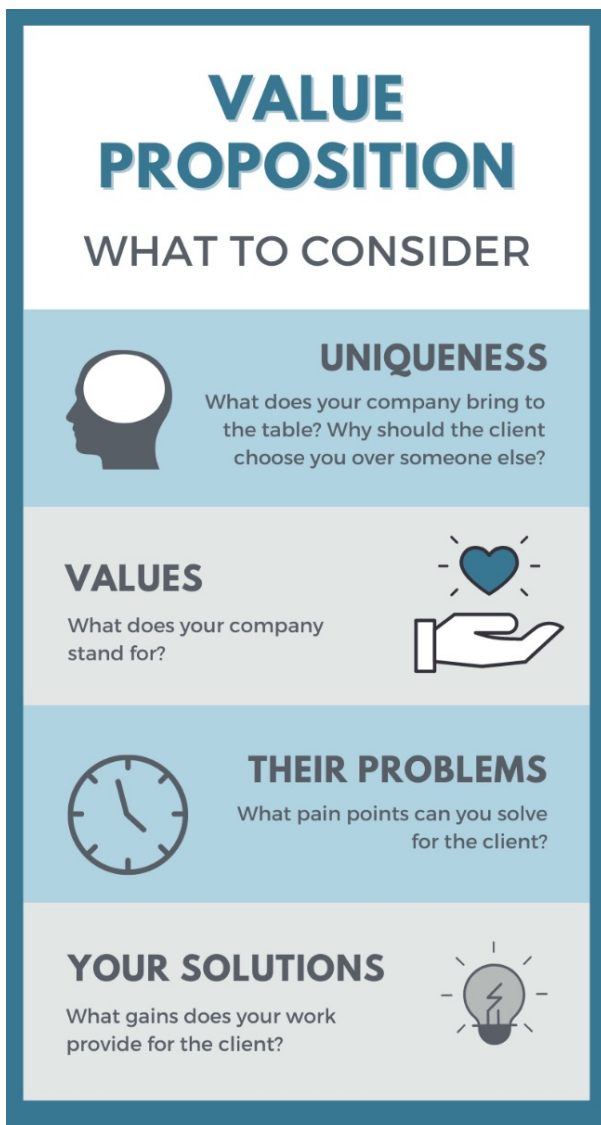 VALUE
PROPOSITION
WHAT TO CONSIDER
UNIQUENESS
What does your company bring to
the table? Why should the client
choose you over someone else?
VALUES
What does your company
stand for?
THEIR PROBLEMS
What pain points can you solve
for the client?
YOUR SOLUTIONS
What gains does your work
provide for the client?